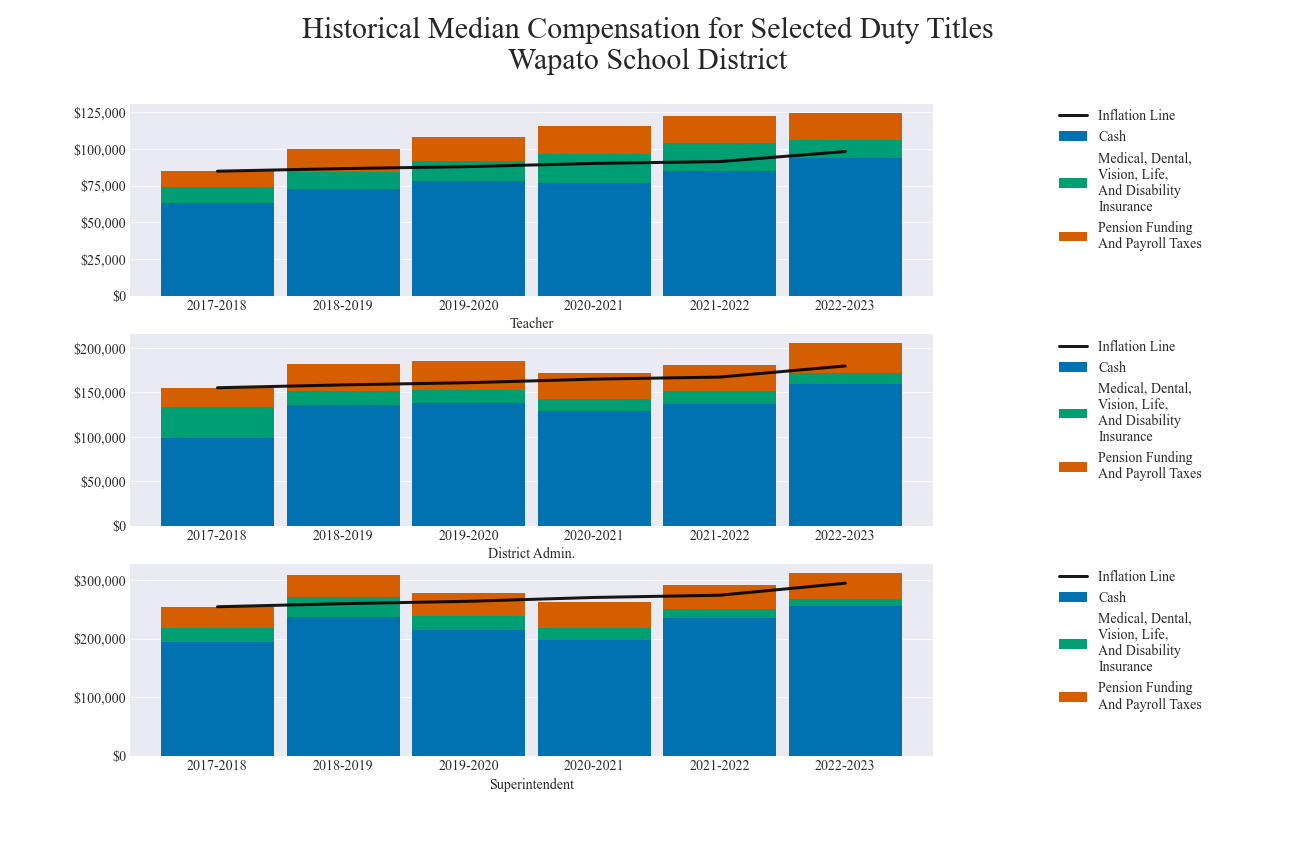 Historical Median Compensation for Selected Duty Titles
Wapato School District
$125,000
$100,000
$75,000
$50,000
$25,000
$0
2017-2018 2018-2019 2019-2020 2020-2021 2021-2022 2022-2023
Teacher
Inflation Line
Cash
Medical, Dental,
Vision, Life,
And Disability
Insurance
Pension Funding
And Payroll Taxes
$200,000
$150,000
$100,000
$50,000
$0
2017-2018 2018-2019 2019-2020 2020-2021 2021-2022 2022-2023
District Admin.
Inflation Line
Cash
Medical, Dental,
Vision, Life,
And Disability
Insurance
Pension Funding
And Payroll Taxes
$300,000
$200,000
$100,000
$0
2017-2018 2018-2019 2019-2020 2020-2021 2021-2022 2022-2023
Superintendent
Inflation Line
Cash
Medical, Dental,
Vision, Life,
And Disability
Insurance
Pension Funding
And Payroll Taxes